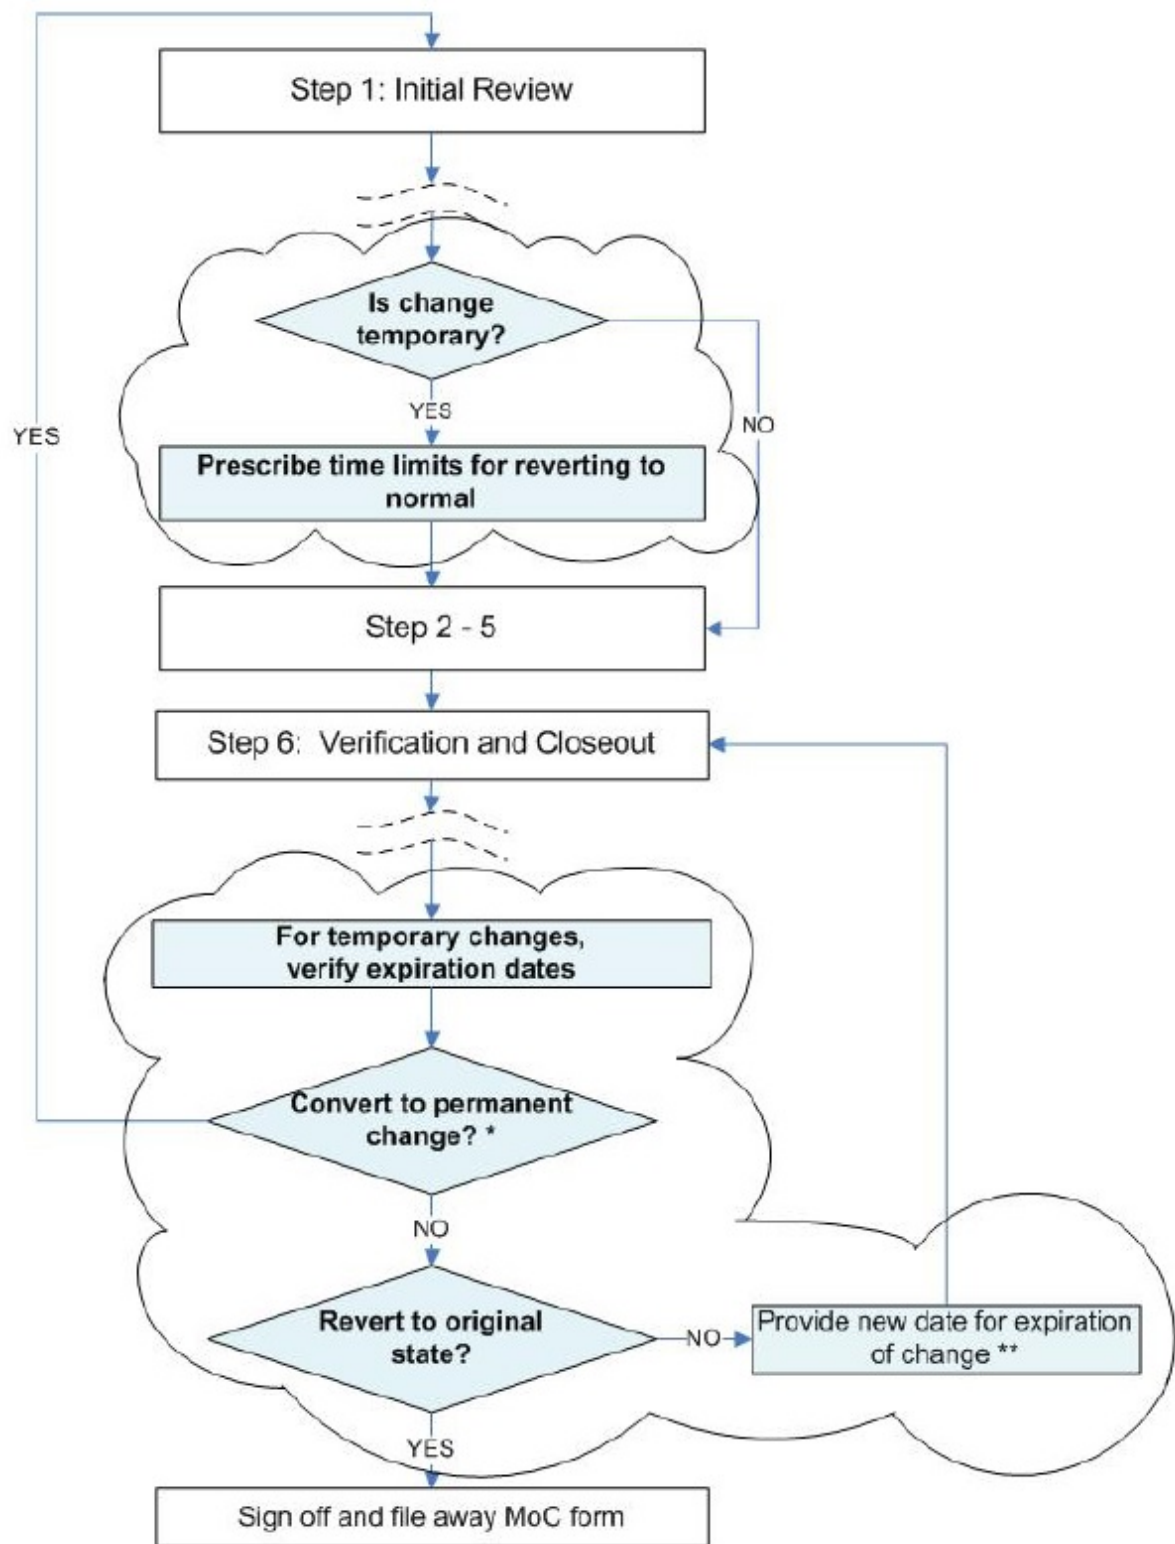 Step 1: Initial Review
Is change
temporary?
YES
NO
YES
Prescribe time limits for reverting to
normal
Step 2 - 5
Step 6: Verification and Closeout
For temporary changes,
verify expiration dates
Convert to permanent
change? *
NO
Revert to original
state?
NO
Provide new date for expiration
of change **
YES
Sign off and file away MoC form